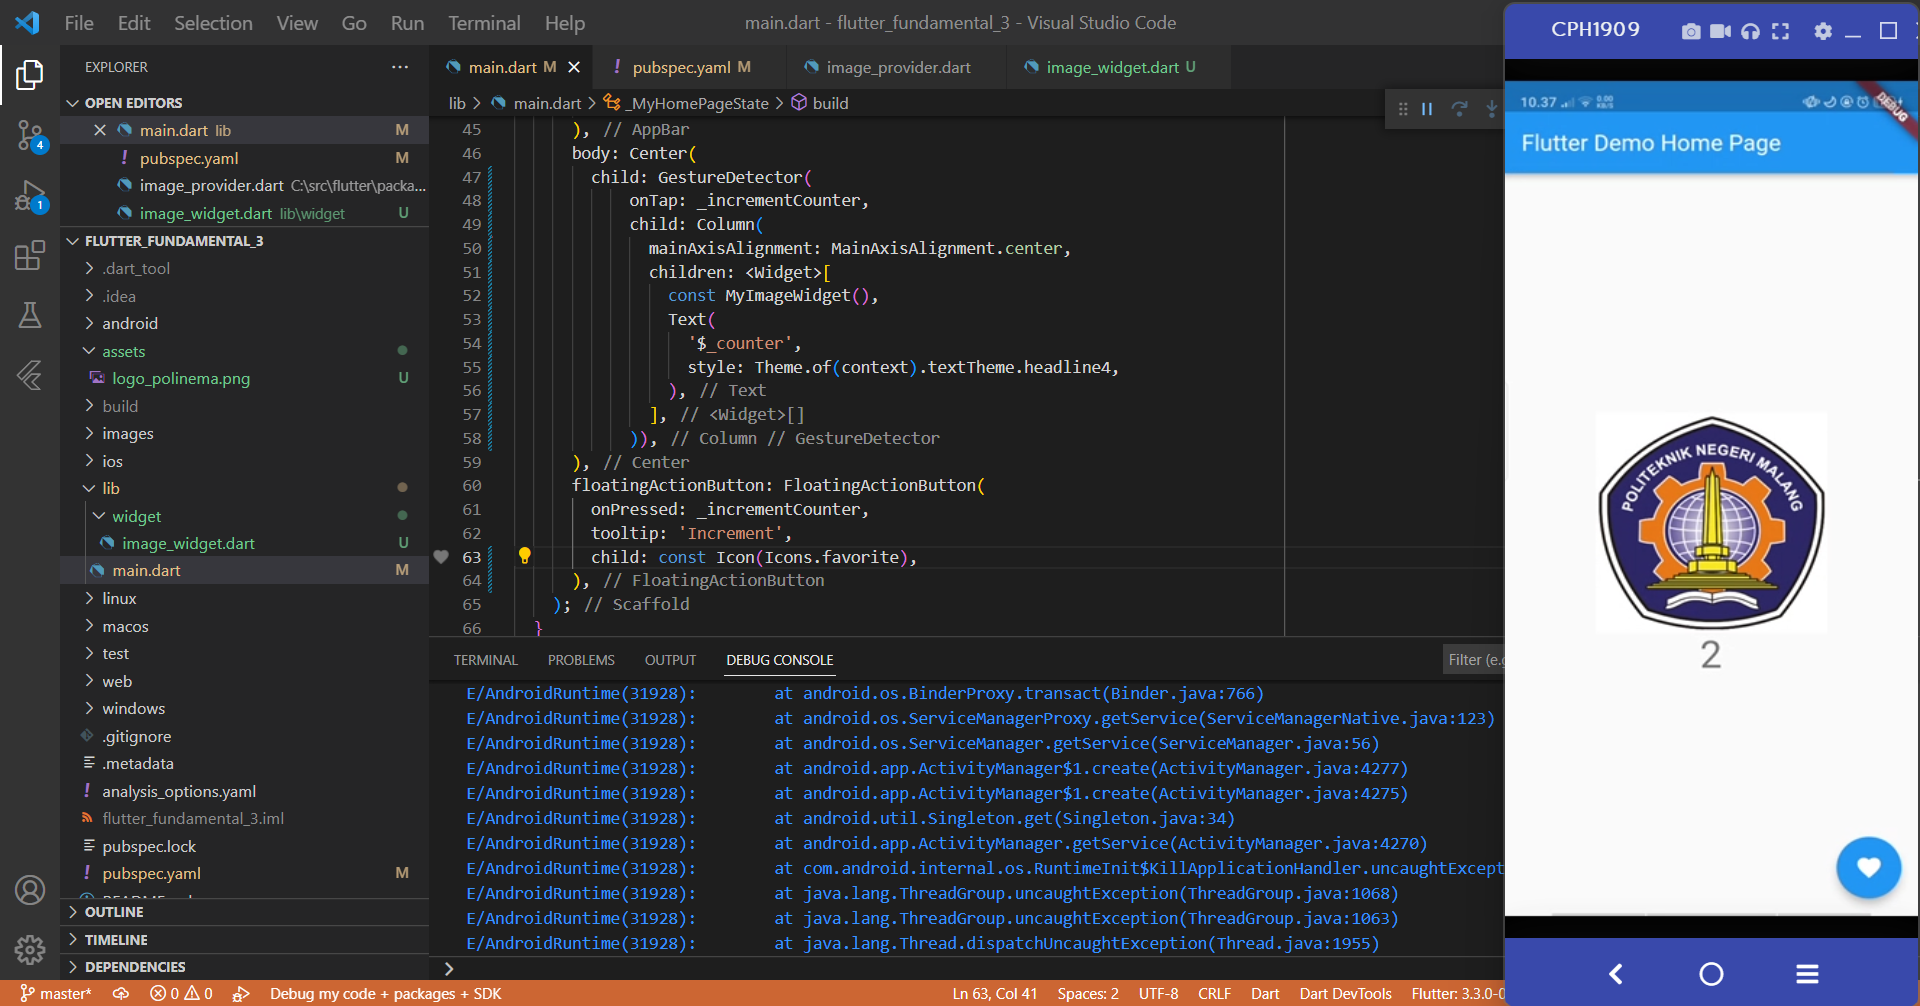 File Edit Selection View Go Run Terminal Help
main.dart - flutter_fundamental_3 - Visual Studio Code
EXPLORER
OPEN EDITORS
main.dart lib M
pubspec.yaml M
image_provider.dart C:\src\flutter\packa...
image_widget.dart lib\widget U
FLUTTER_FUNDAMENTAL_3
.dart_tool
.idea
android
assets
logo_polinema.png U
build
images
ios
lib
widget
image_widget.dart U
main.dart M
linux
macos
test
web
windows
.gitignore
.metadata
analysis_options.yaml
flutter_fundamental_3.iml
pubspec.lock
pubspec.yaml M
OUTLINE
TIMELINE
DEPENDENCIES
4
1
main.dart M pubspec.yaml M image_provider.dart image_widget.dart U
lib > main.dart > _MyHomePageState > build
45 ), // AppBar
46 body: Center(
47 child: GestureDetector(
48 onTap: _incrementCounter,
49 child: Column(
50 mainAxisAlignment: MainAxisAlignment.center,
51 children: <Widget>[
52 const MyImageWidget(),
53 Text(
54 '$_counter',
55 style: Theme.of(context).textTheme.headline4,
56 ), // Text
57 ], // <Widget>[]
58 )), // Column // GestureDetector
59 ), // Center
60 floatingActionButton: FloatingActionButton(
61 onPressed: _incrementCounter,
62 tooltip: 'Increment',
63 child: const Icon(Icons.favorite),
64 ), // FloatingActionButton
65 ); // Scaffold
66 }
TERMINAL PROBLEMS OUTPUT DEBUG CONSOLE
Filter (e.g
E/AndroidRuntime(31928): at android.os.BinderProxy.transact(Binder.java:766)
E/AndroidRuntime(31928): at android.os.ServiceManagerProxy.getService(ServiceManagerNative.java:123)
E/AndroidRuntime(31928): at android.os.ServiceManager.getService(ServiceManager.java:56)
E/AndroidRuntime(31928): at android.app.ActivityManager$1.create(ActivityManager.java:4277)
E/AndroidRuntime(31928): at android.app.ActivityManager$1.create(ActivityManager.java:4275)
E/AndroidRuntime(31928): at android.util.Singleton.get(Singleton.java:34)
E/AndroidRuntime(31928): at android.app.ActivityManager.getService(ActivityManager.java:4270)
E/AndroidRuntime(31928): at com.android.internal.os.RuntimeInit$KillApplicationHandler.uncaughtExcept
E/AndroidRuntime(31928): at java.lang.ThreadGroup.uncaughtException(ThreadGroup.java:1068)
E/AndroidRuntime(31928): at java.lang.ThreadGroup.uncaughtException(ThreadGroup.java:1063)
E/AndroidRuntime(31928): at java.lang.Thread.dispatchUncaughtException(Thread.java:1955)
master* 0 0 Debug my code + packages + SDK
Ln 63, Col 41 Spaces: 2 UTF-8 CRLF Dart Dart DevTools Flutter: 3.3.0-0
CPH1909
10.37
DEBUG
Flutter Demo Home Page
POLITEKNIK NEGERI MALANG
2